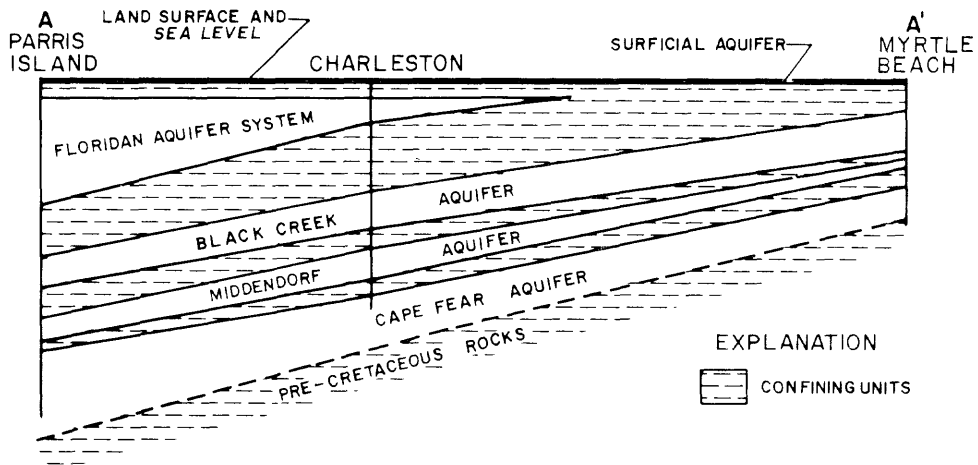 A
PARRIS
ISLAND
LAND SURFACE AND
SEA LEVEL
CHARLESTON
SURFICIAL AQUIFER
A'
MYRTLE
BEACH
FLORIDAN AQUIFER SYSTEM
BLACK CREEK AQUIFER
MIDDENDORF AQUIFER
CAPE FEAR AQUIFER
PRE-CRETACEOUS ROCKS
EXPLANATION
CONFINING UNITS